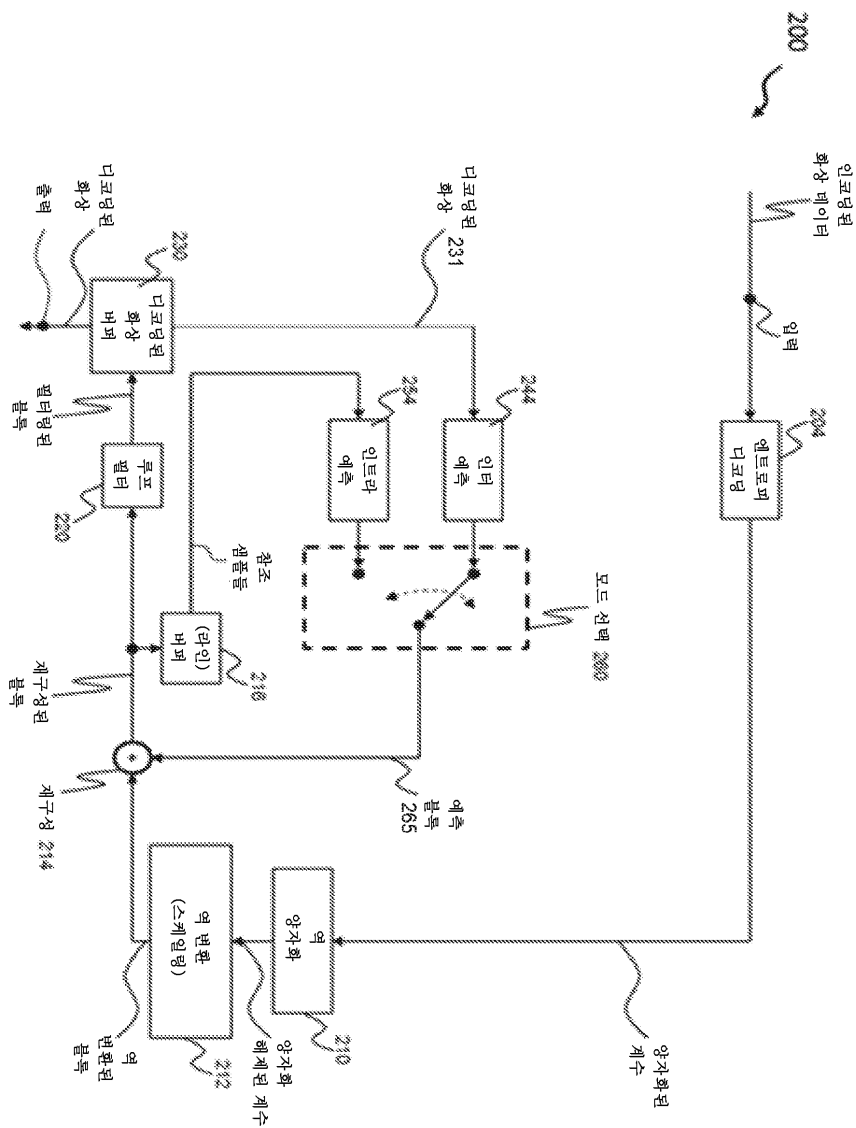 200
인코딩된
화상 데이터
입력
204
엔트로피
디코딩
양자화된
계수
디코딩된
화상
231
244
인터
예측
254
인트라
예측
모드 선택 260
예측
블록
265
역
양자화
210
양자화
해제된 계수
역 변환
(스케일링)
212
역
변환된
블록
230
디코딩된
화상
버퍼
디코딩된
화상
출력
필터링된
블록
루프
필터
220
참조
샘플들
(라인)
버퍼
216
재구성된
블록
재구성 214